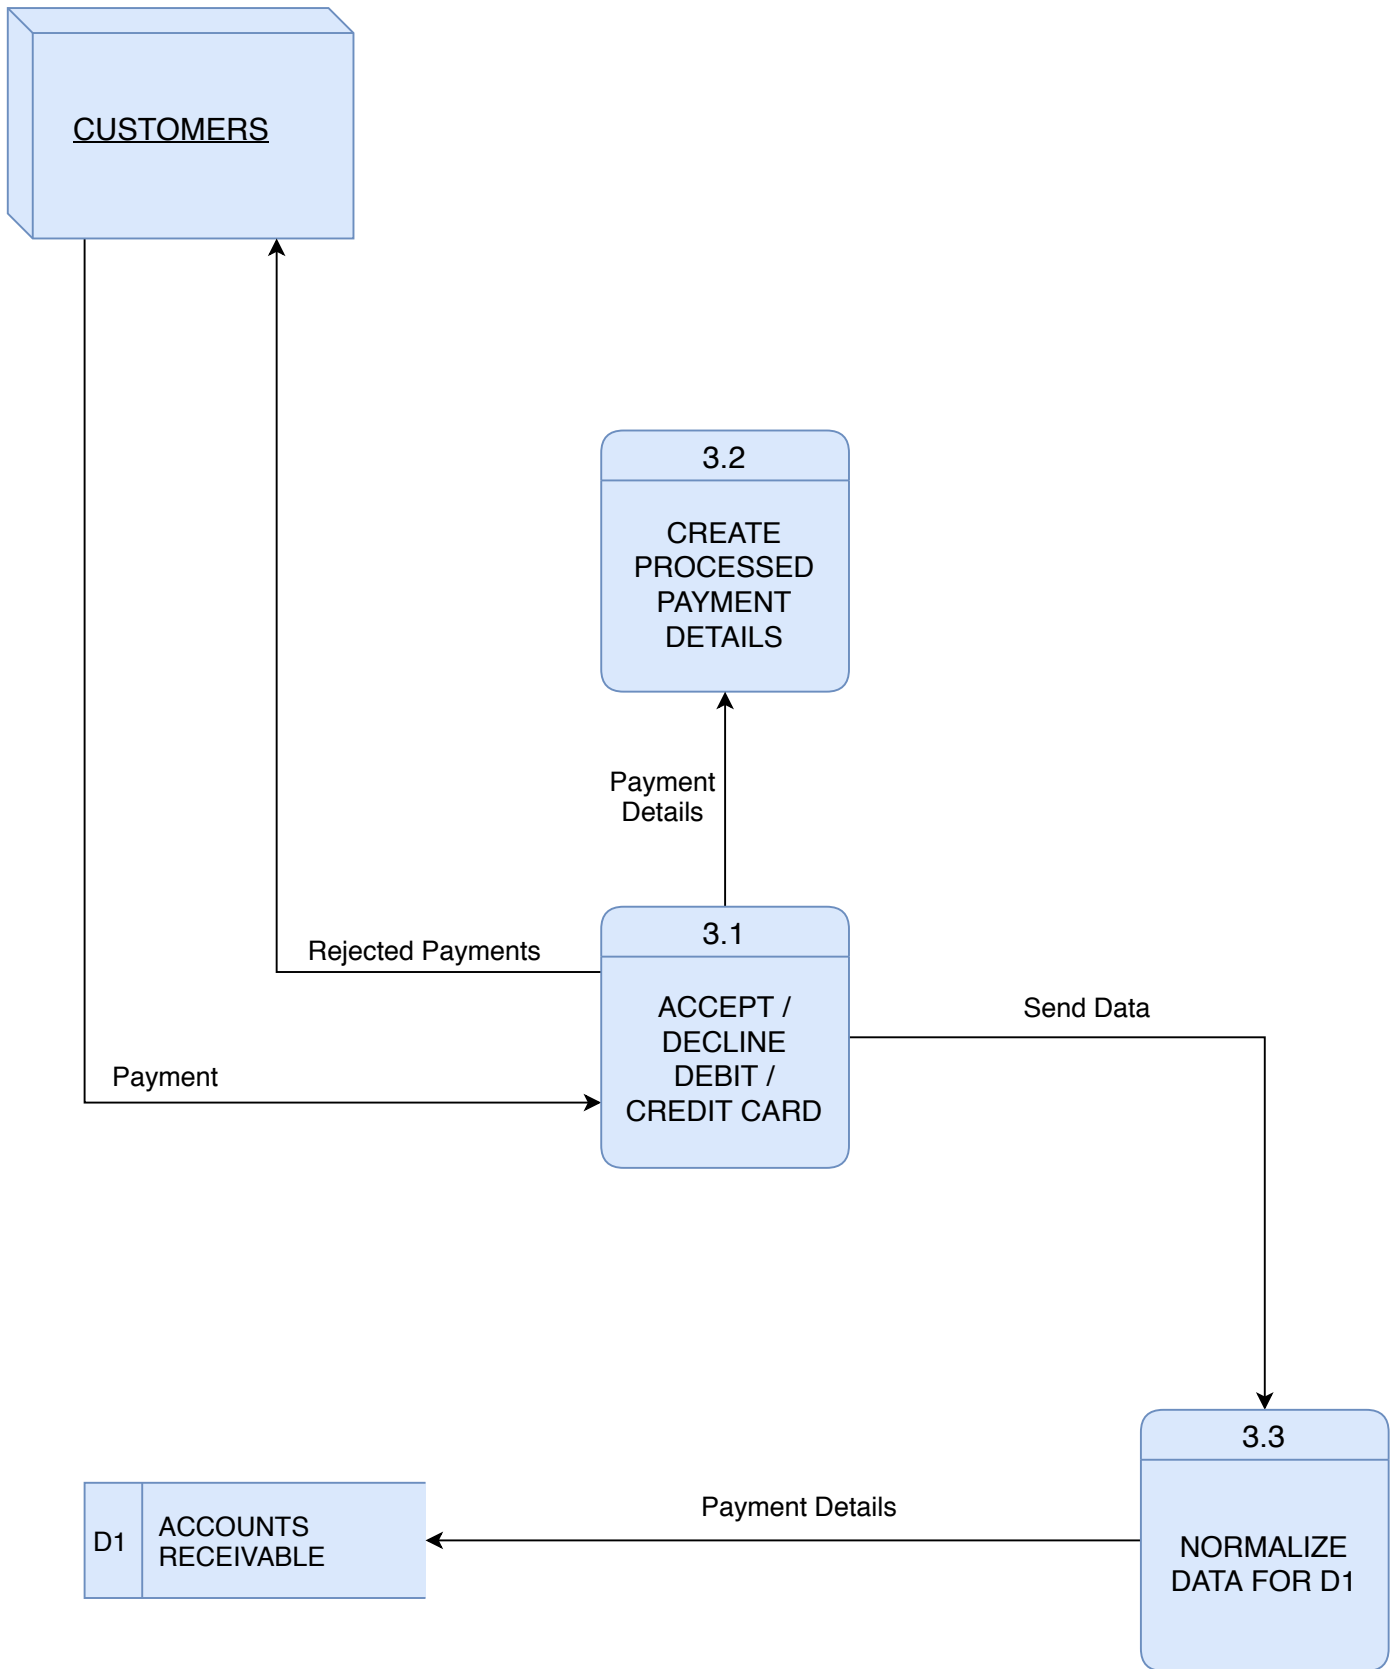 CUSTOMERS
3.2
CREATE
PROCESSED
PAYMENT
DETAILS
Payment
Details
3.1
ACCEPT /
DECLINE
DEBIT /
CREDIT CARD
Rejected Payments
Send Data
Payment
3.3
NORMALIZE
DATA FOR D1
Payment Details
D1
ACCOUNTS
RECEIVABLE